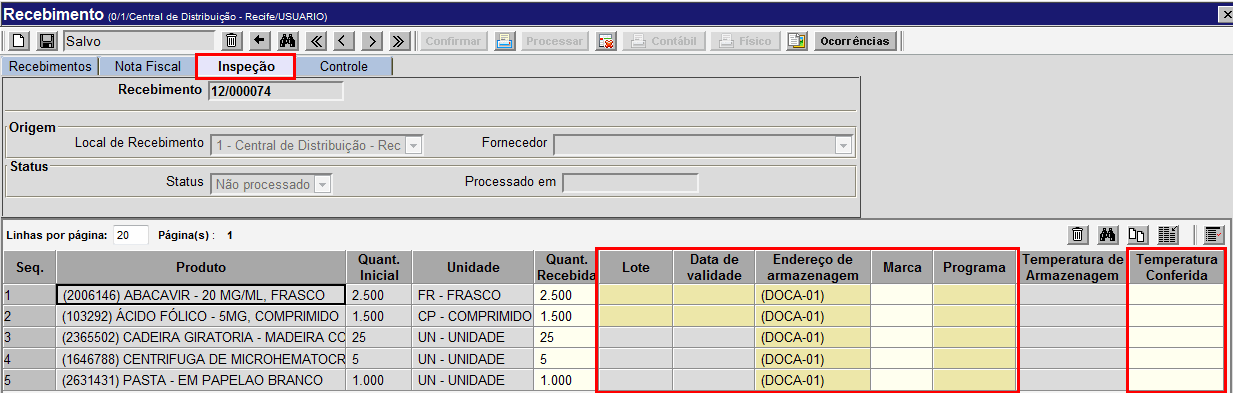 Recebimento (0/1/Central de Distribuição - Recife/USUARIO)
Salvo Confirmar Processar Contábil Físico Ocorrências
Recebimentos Nota Fiscal Inspeção Controle
Recebimento 12/000074
Origem
Local de Recebimento 1 - Central de Distribuição - Rec Fornecedor
Status
Status Não processado Processado em
Linhas por página: 20 Página(s) : 1
Seq. Produto Quant. Inicial Unidade Quant. Recebida Lote Data de validade Endereço de armazenagem Marca Programa Temperatura de Armazenagem Temperatura Conferida
1 (2006146) ABACAVIR - 20 MG/ML, FRASCO 2.500 FR - FRASCO 2.500 (DOCA-01)
2 (103292) ÁCIDO FÓLICO - 5MG, COMPRIMIDO 1.500 CP - COMPRIMIDO 1.500 (DOCA-01)
3 (2365502) CADEIRA GIRATORIA - MADEIRA CC 25 UN - UNIDADE 25 (DOCA-01)
4 (1646788) CENTRIFUGA DE MICROHEMATOCR 5 UN - UNIDADE 5 (DOCA-01)
5 (2631431) PASTA - EM PAPELAO BRANCO 1.000 UN - UNIDADE 1.000 (DOCA-01)